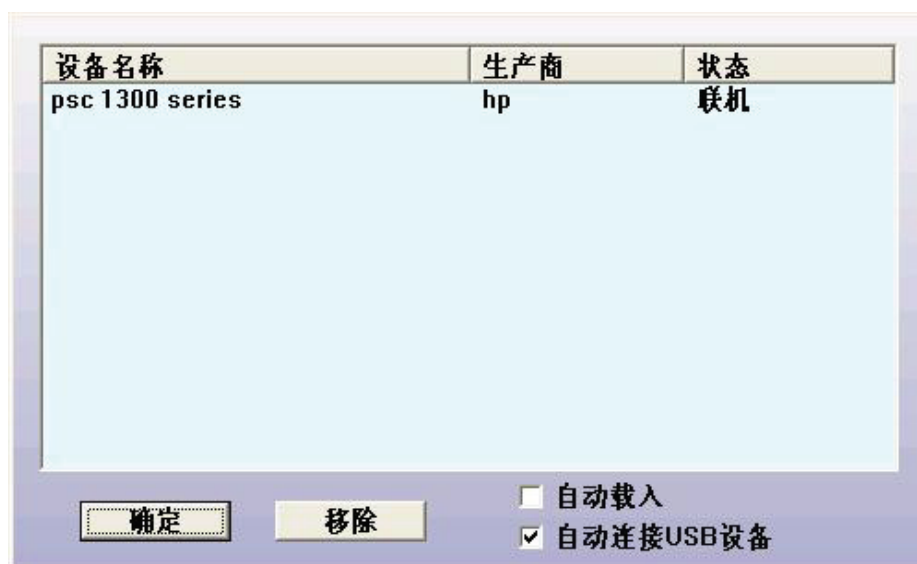 设备名称 生产商 状态
psc 1300 series hp 联机
自动载入
确定 移除
自动连接USB设备